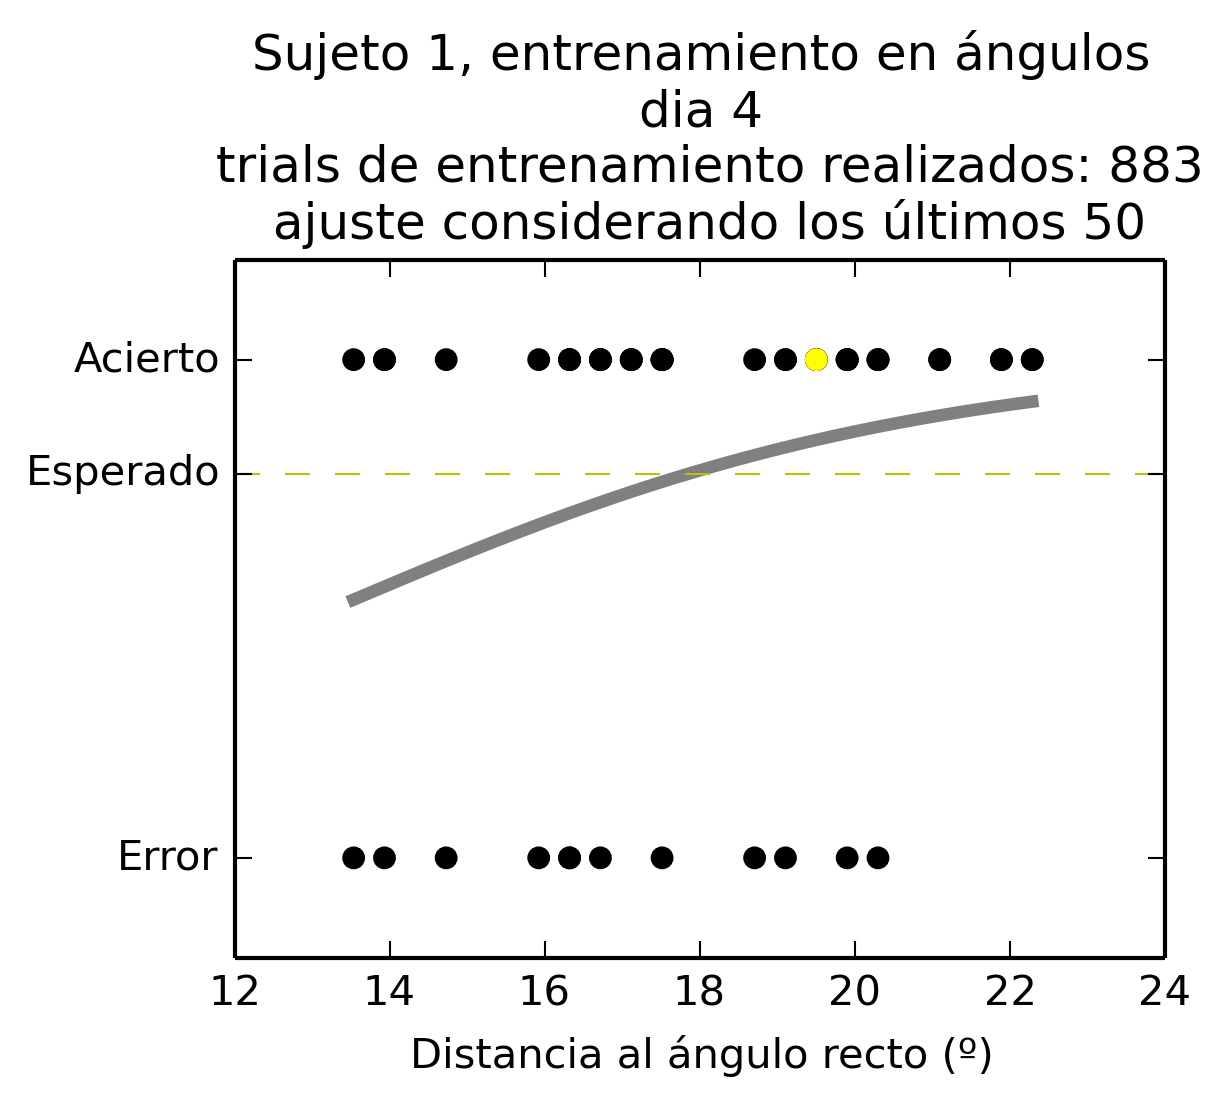 Sujeto 1, entrenamiento en ángulos
dia 4
trials de entrenamiento realizados: 883
ajuste considerando los últimos 50
Acierto
Esperado
Error
12 14 16 18 20 22 24
Distancia al ángulo recto (º)